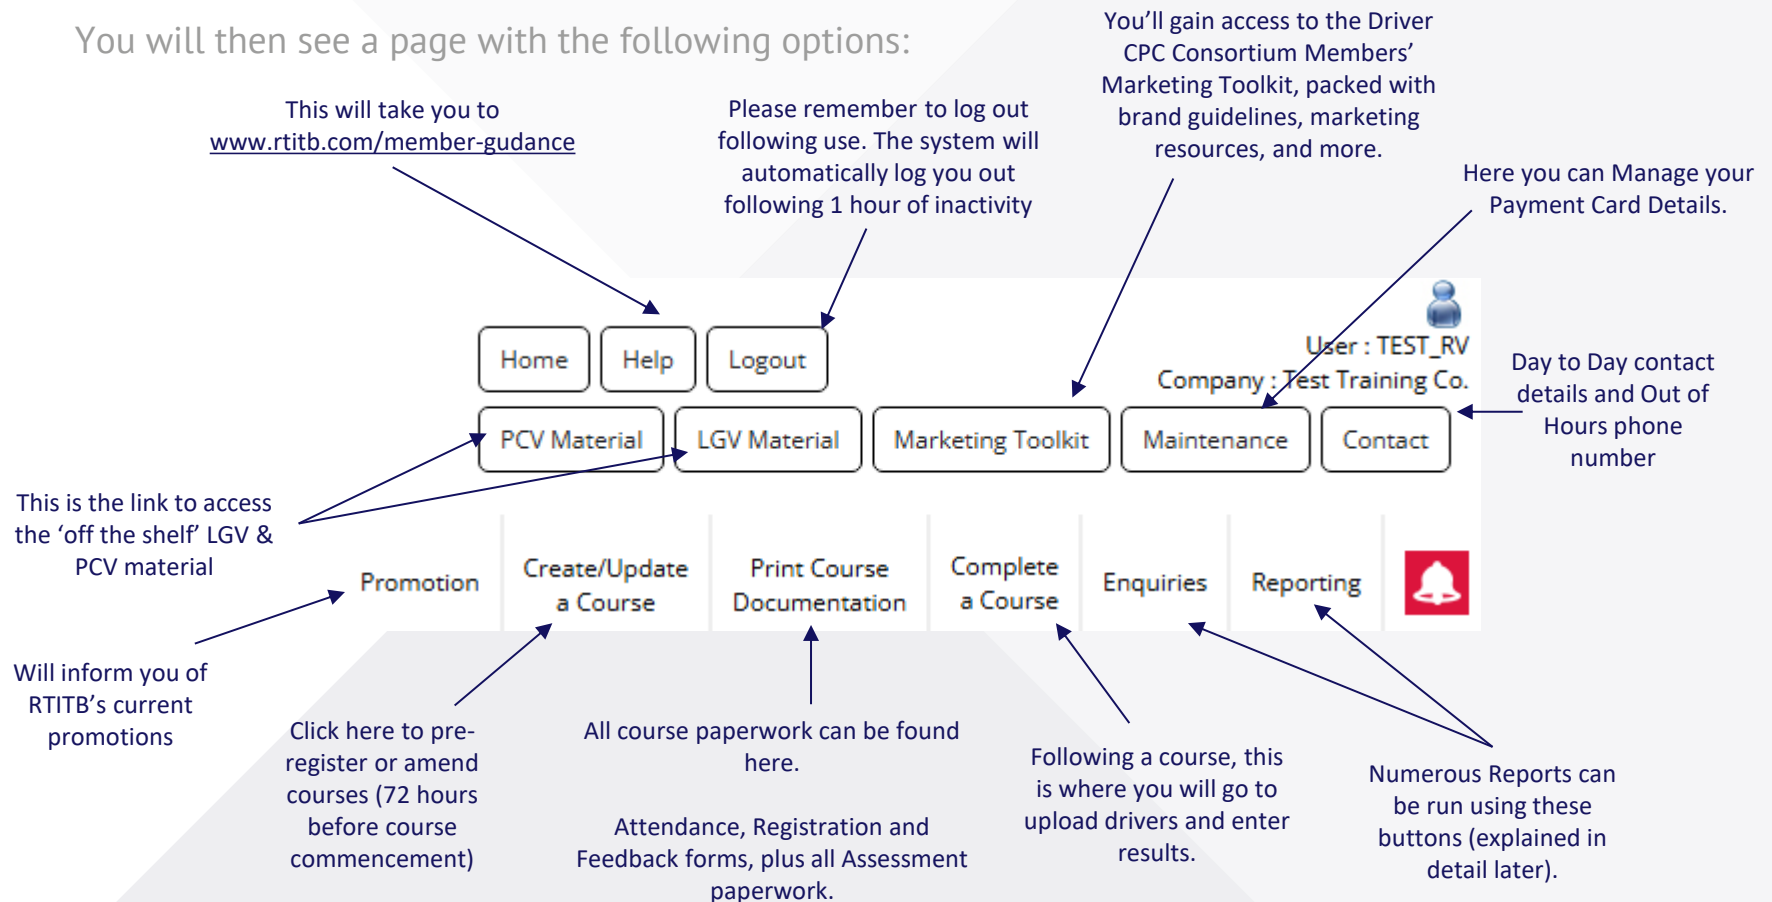 You will then see a page with the following options:
This will take you to
www.rtitb.com/member-gudance
Please remember to log out
following use. The system will
automatically log you out
following 1 hour of inactivity
You’ll gain access to the Driver
CPC Consortium Members’
Marketing Toolkit, packed with
brand guidelines, marketing
resources, and more.
Here you can Manage your
Payment Card Details.
Home
Help
Logout
User : TEST_RV
Company : Test Training Co.
Day to Day contact
details and Out of
Hours phone
number
PCV Material
LGV Material
Marketing Toolkit
Maintenance
Contact
This is the link to access
the ‘off the shelf’ LGV &
PCV material
Promotion
Create/Update
a Course
Print Course
Documentation
Complete
a Course
Enquiries
Reporting
Will inform you of
RTITB’s current
promotions
Click here to pre-
register or amend
courses (72 hours
before course
commencement)
All course paperwork can be found
here.
Attendance, Registration and
Feedback forms, plus all Assessment
paperwork.
Following a course, this
is where you will go to
upload drivers and enter
results.
Numerous Reports can
be run using these
buttons (explained in
detail later).